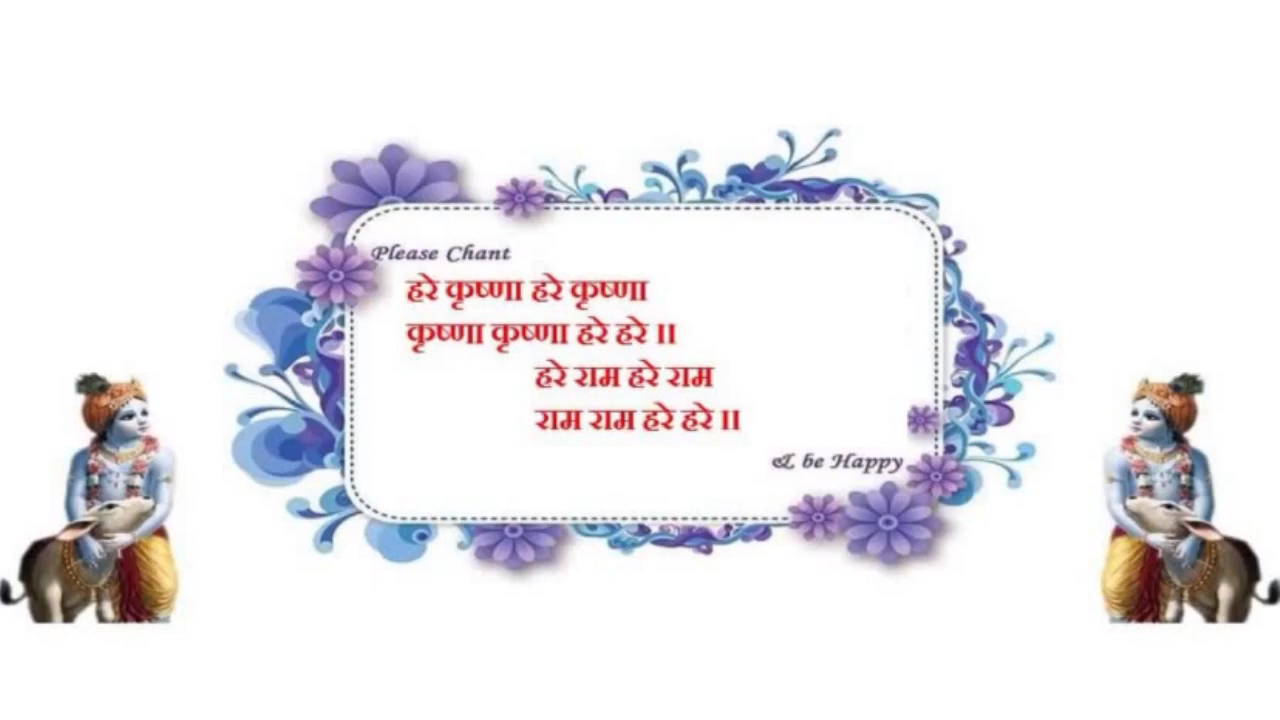 Please Chant
हरे कृष्णा हरे कृष्णा
कृष्णा कृष्णा हरे हरे ।।
हरे राम हरे राम
राम राम हरे हरे ।।
& be Happy